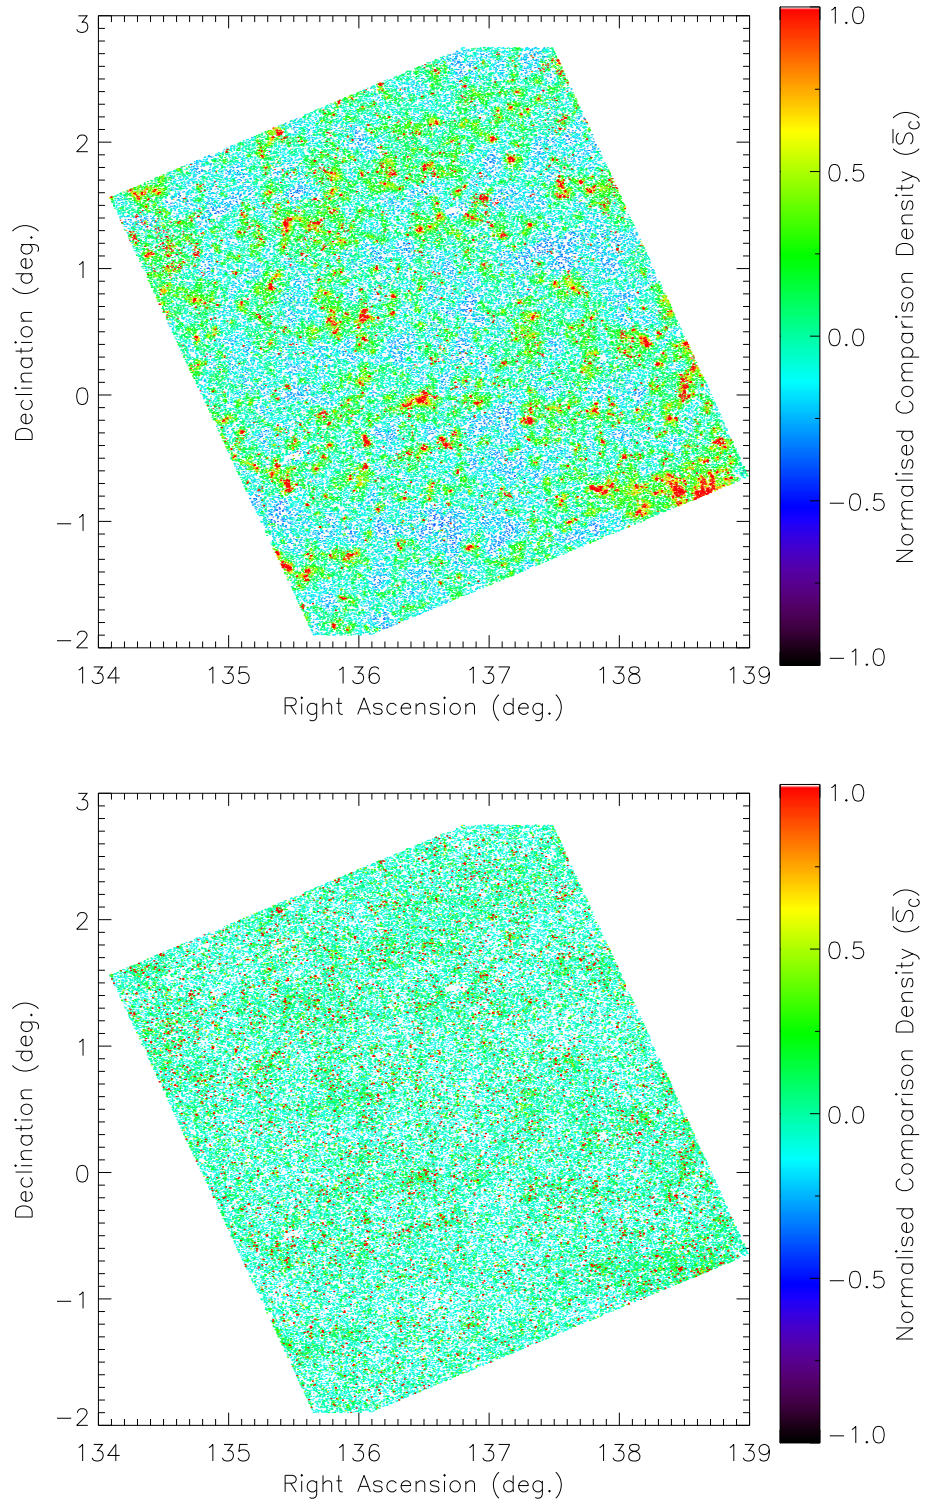 3
2
1
0
−1
−2
134 135 136 137 138 139
Right Ascension (deg.)
Declination (deg.)
1.0
0.5
0.0
−0.5
−1.0
Normalised Comparison Density (S̅_C)
3
2
1
0
−1
−2
134 135 136 137 138 139
Right Ascension (deg.)
Declination (deg.)
1.0
0.5
0.0
−0.5
−1.0
Normalised Comparison Density (S̅_C)